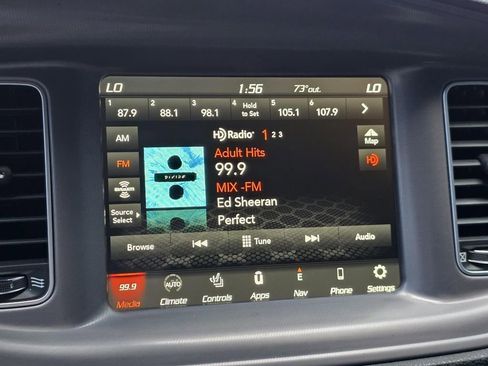 LO 1:56 73°out. LO
1 87.9 2 88.1 3 98.1 4 Hold to Set 5 105.1 6 107.9
AM
HD Radio 1 2 3
Map
Adult Hits
FM
99.9
HD
÷
DIVIDE
MIX -FM
SiriusXM
Ed Sheeran
Source
Select
Perfect
Browse Tune Audio
99.9 AUTO E
Media Climate Controls Apps Nav Phone Settings